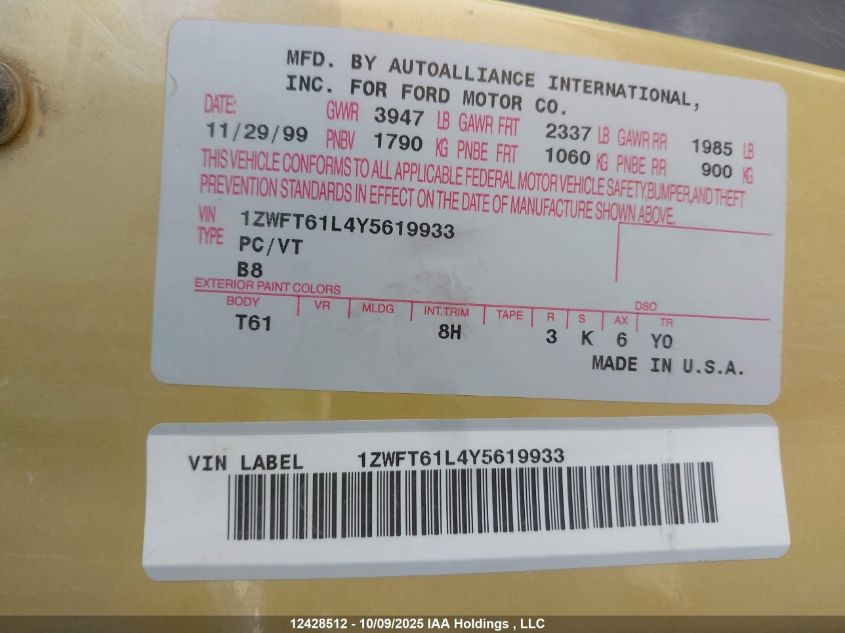 MFD. BY AUTOALLIANCE INTERNATIONAL,
INC. FOR FORD MOTOR CO.
DATE: GVWR 3947 LB GAWR FRT 2337 LB GAWR RR 1985 LB
11/29/99 PNBV 1790 KG PNBE FRT 1060 KG PNBE RR 900 KG
THIS VEHICLE CONFORMS TO ALL APPLICABLE FEDERAL MOTOR VEHICLE SAFETY,BUMPER,AND THEFT
PREVENTION STANDARDS IN EFFECT ON THE DATE OF MANUFACTURE SHOWN ABOVE.
VIN 1ZWFT61L4Y5619933
TYPE PC/VT
B8
EXTERIOR PAINT COLORS DSO
BODY VR MLDG INT.TRIM TAPE R S AX TR
T61 8H 3 K 6 Y0
MADE IN U.S.A.
VIN LABEL 1ZWFT61L4Y5619933
12428512 - 10/09/2025 IAA Holdings , LLC